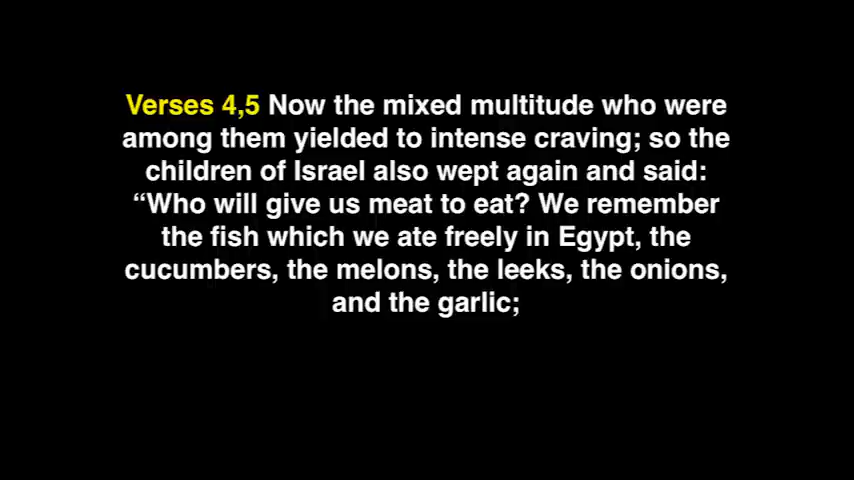 Verses 4,5 Now the mixed multitude who were
among them yielded to intense craving; so the
children of Israel also wept again and said:
“Who will give us meat to eat? We remember
the fish which we ate freely in Egypt, the
cucumbers, the melons, the leeks, the onions,
and the garlic;